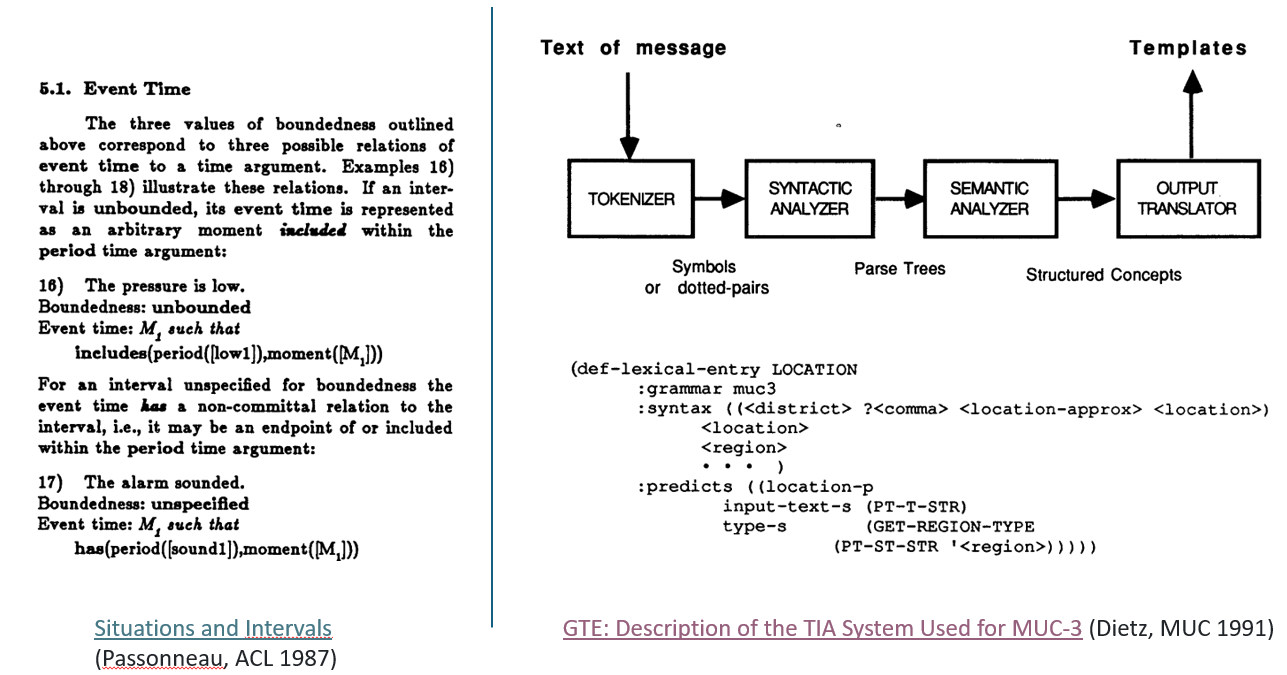 5.1. Event Time
The three values of boundedness outlined
above correspond to three possible relations of
event time to a time argument. Examples 16)
through 18) illustrate these relations. If an inter-
val is unbounded, its event time is represented
as an arbitrary moment included within the
period time argument:
16) The pressure is low.
Boundedness: unbounded
Event time: M₁ such that
includes(period([low1]),moment([M₁]))
For an interval unspecified for boundedness the
event time has a non-committal relation to the
interval, i.e., it may be an endpoint of or included
within the period time argument:
17) The alarm sounded.
Boundedness: unspecified
Event time: M₁ such that
has(period([sound1]),moment([M₁]))
Situations and Intervals
(Passonneau, ACL 1987)
Text of message
Templates
TOKENIZER
SYNTACTIC
ANALYZER
SEMANTIC
ANALYZER
OUTPUT
TRANSLATOR
Symbols
or dotted-pairs
Parse Trees
Structured Concepts
(def-lexical-entry LOCATION
:grammar muc3
:syntax ((<district> ?<comma> <location-approx> <location>)
<location>
<region>
• • • )
:predicts ((location-p
input-text-s (PT-T-STR)
type-s (GET-REGION-TYPE
(PT-ST-STR '<region>)))))
GTE: Description of the TIA System Used for MUC-3 (Dietz, MUC 1991)